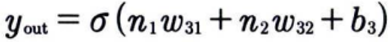 y_out = σ(n₁w₃₁ + n₂w₃₂ + b₃)